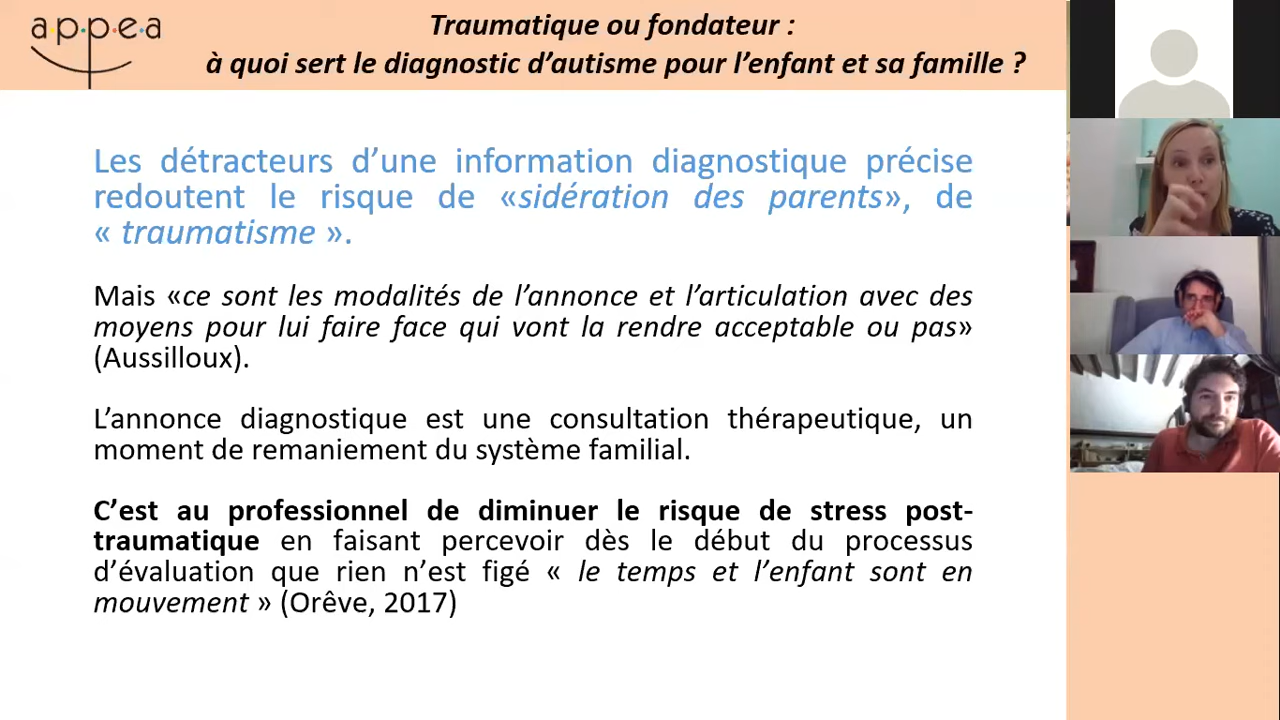 a.p.p.e.a
Traumatique ou fondateur :
à quoi sert le diagnostic d’autisme pour l’enfant et sa famille ?
Les détracteurs d’une information diagnostique précise
redoutent le risque de «sidération des parents», de
« traumatisme ».
Mais «ce sont les modalités de l’annonce et l’articulation avec des
moyens pour lui faire face qui vont la rendre acceptable ou pas»
(Aussilloux).
L’annonce diagnostique est une consultation thérapeutique, un
moment de remaniement du système familial.
C’est au professionnel de diminuer le risque de stress post-
traumatique en faisant percevoir dès le début du processus
d’évaluation que rien n’est figé « le temps et l’enfant sont en
mouvement » (Orêve, 2017)